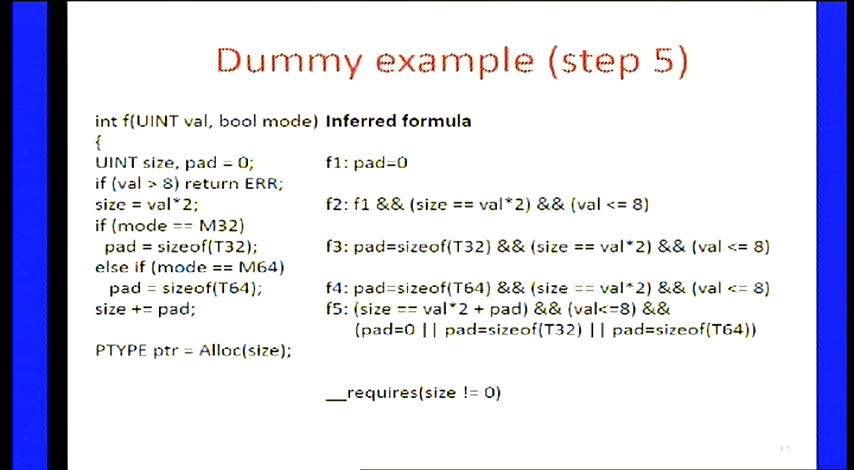 Dummy example (step 5)
int f(UINT val, bool mode) Inferred formula
{
UINT size, pad = 0; f1: pad=0
if (val > 8) return ERR;
size = val*2; f2: f1 && (size == val*2) && (val <= 8)
if (mode == M32)
pad = sizeof(T32); f3: pad=sizeof(T32) && (size == val*2) && (val <= 8)
else if (mode == M64)
pad = sizeof(T64); f4: pad=sizeof(T64) && (size == val*2) && (val <= 8)
size += pad; f5: (size == val*2 + pad) && (val<=8) &&
(pad=0 || pad=sizeof(T32) || pad=sizeof(T64))
PTYPE ptr = Alloc(size);
__requires(size != 0)